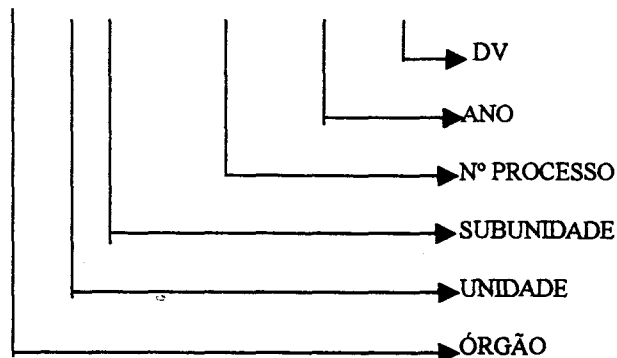 DV
ANO
Nº PROCESSO
SUBUNIDADE
UNIDADE
ÓRGÃO